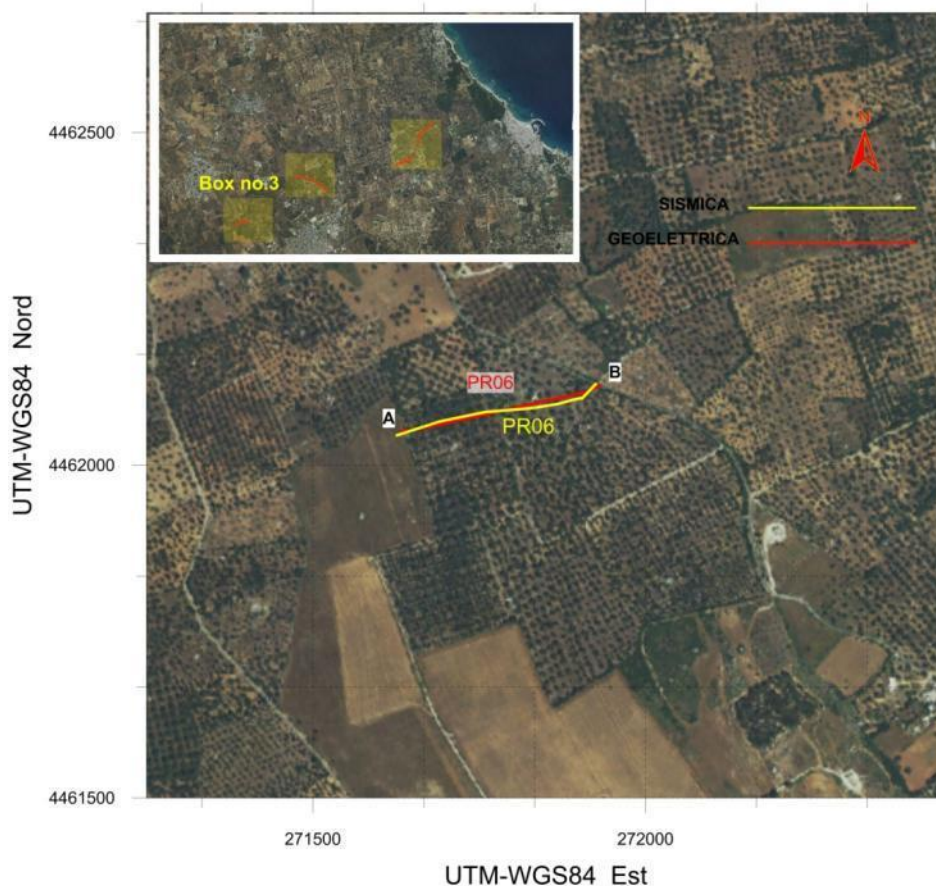 Box no.3
N
4462500
SISMICA
GEOELETTRICA
UTM-WGS84 Nord
PR06
B
A
PR06
4462000
4461500
271500
272000
UTM-WGS84 Est